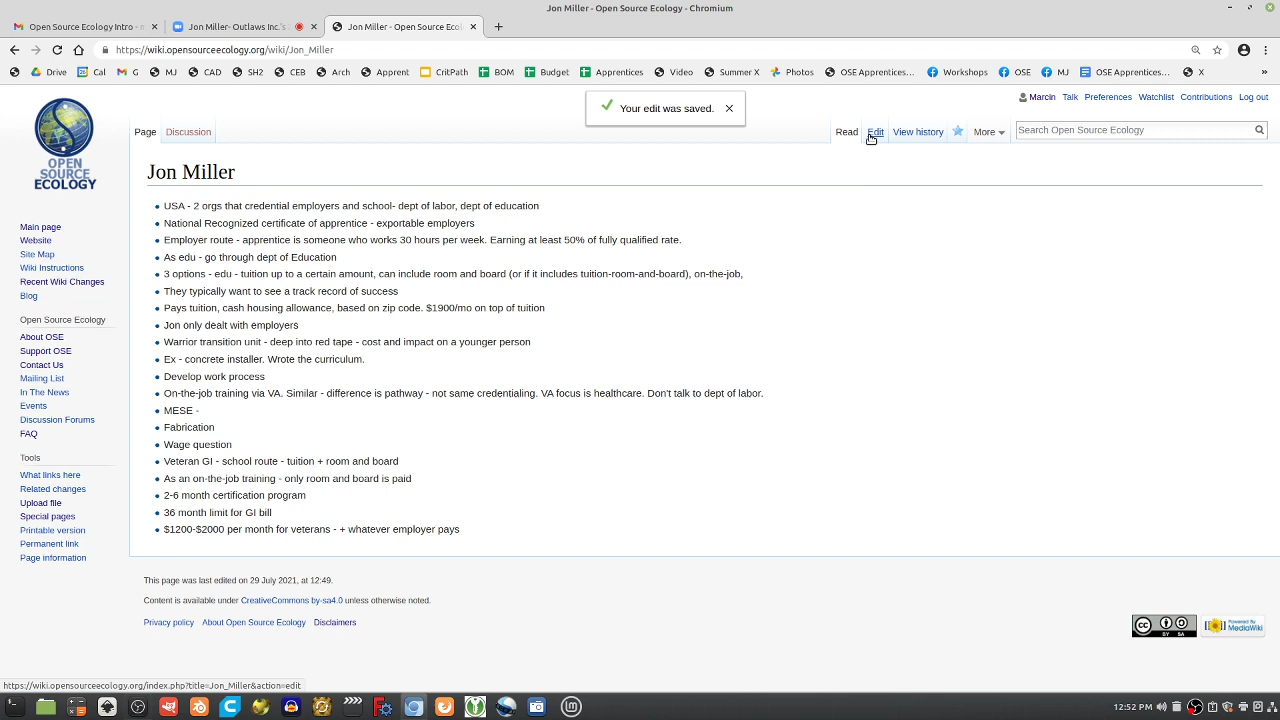 Jon Miller - Open Source Ecology - Chromium
Open Source Ecology Intro - n
Jon Miller- Outlaws Inc.'s
Jon Miller - Open Source Ecol
https://wiki.opensourceecology.org/wiki/Jon_Miller
Drive Cal G MJ CAD SH2 CEB Arch Apprent CritPath BOM Budget Apprentices Video Summer X Photos OSE Apprentices... Workshops OSE MJ OSE Apprentices... X »
Your edit was saved.
Marcin Talk Preferences Watchlist Contributions Log out
Page Discussion Read Edit View history More Search Open Source Ecology
OPEN
SOURCE
ECOLOGY
Jon Miller
USA - 2 orgs that credential employers and school- dept of labor, dept of education
National Recognized certificate of apprentice - exportable employers
Employer route - apprentice is someone who works 30 hours per week. Earning at least 50% of fully qualified rate.
As edu - go through dept of Education
3 options - edu - tuition up to a certain amount, can include room and board (or if it includes tuition-room-and-board), on-the-job,
They typically want to see a track record of success
Pays tuition, cash housing allowance, based on zip code. $1900/mo on top of tuition
Jon only dealt with employers
Warrior transition unit - deep into red tape - cost and impact on a younger person
Ex - concrete installer. Wrote the curriculum.
Develop work process
On-the-job training via VA. Similar - difference is pathway - not same credentialing. VA focus is healthcare. Don't talk to dept of labor.
MESE -
Fabrication
Wage question
Veteran GI - school route - tuition + room and board
As an on-the-job training - only room and board is paid
2-6 month certification program
36 month limit for GI bill
$1200-$2000 per month for veterans - + whatever employer pays
Main page
Website
Site Map
Wiki Instructions
Recent Wiki Changes
Blog
Open Source Ecology
About OSE
Support OSE
Contact Us
Mailing List
In The News
Events
Discussion Forums
FAQ
Tools
What links here
Related changes
Upload file
Special pages
Printable version
Permanent link
Page information
This page was last edited on 29 July 2021, at 12:49.
Content is available under CreativeCommons by-sa4.0 unless otherwise noted.
Privacy policy About Open Source Ecology Disclaimers
cc BY SA
Powered By MediaWiki
https://wiki.opensourceecology.org/index.php?title=Jon_Miller&action=edit
12:52 PM